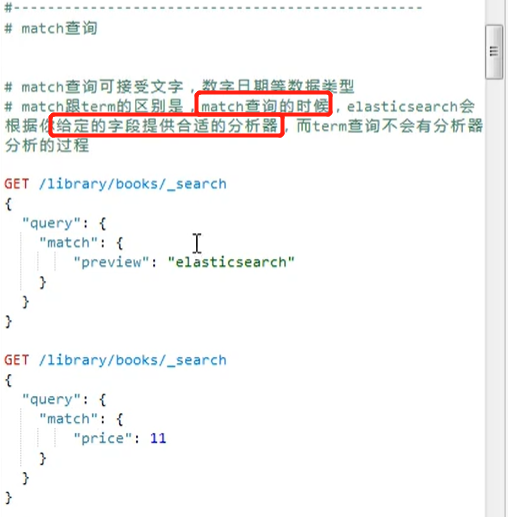 #--------------------------------------------------
# match查询
# match查询可接受文字，数字日期等数据类型
# match跟term的区别是，match查询的时候，elasticsearch会
根据你给定的字段提供合适的分析器，而term查询不会有分析器
分析的过程
GET /library/books/_search
{
"query": {
"match": {
"preview": "elasticsearch"
}
}
}
GET /library/books/_search
{
"query": {
"match": {
"price": 11
}
}
}